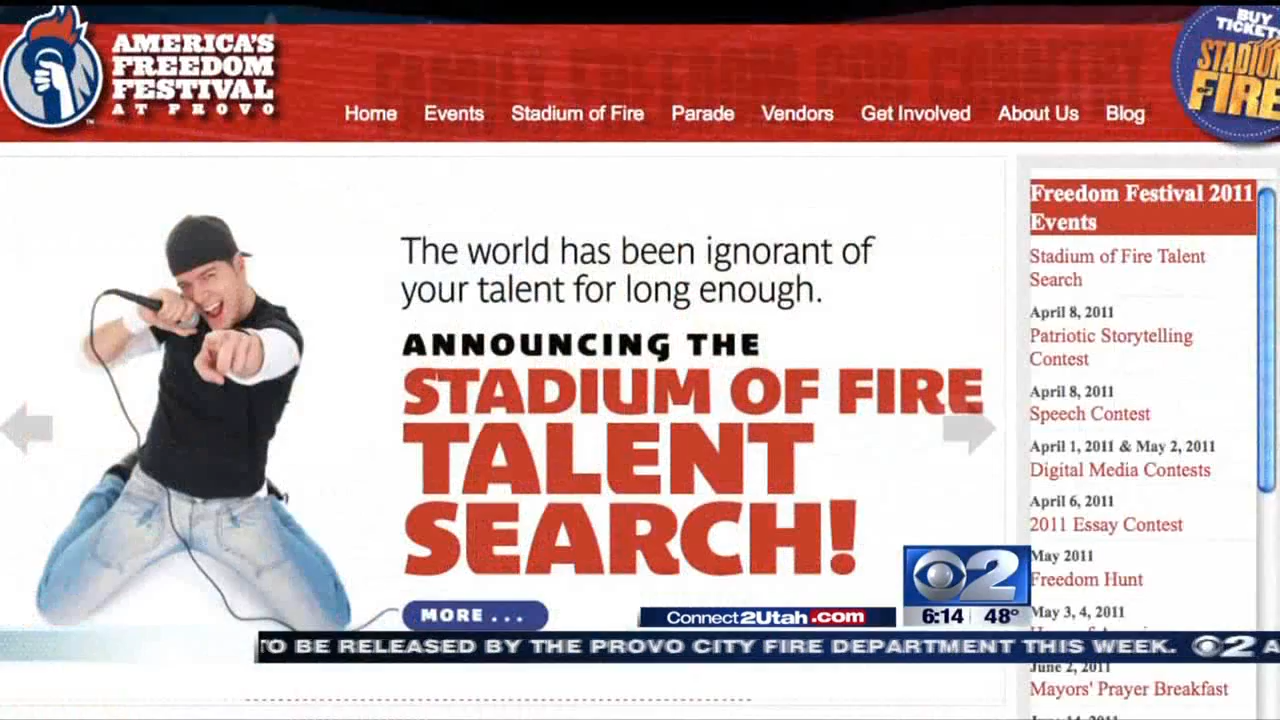 AMERICA'S
FREEDOM
FESTIVAL
AT PROVO
™
BUY
TICKETS
STADIUM
FIRE
Home Events Stadium of Fire Parade Vendors Get Involved About Us Blog
The world has been ignorant of
your talent for long enough.
ANNOUNCING THE
STADIUM OF FIRE
TALENT
SEARCH!
MORE . . .
Freedom Festival 2011
Events
Stadium of Fire Talent
Search
April 8, 2011
Patriotic Storytelling
Contest
April 8, 2011
Speech Contest
April 1, 2011 & May 2, 2011
Digital Media Contests
April 6, 2011
2011 Essay Contest
May 2011
Freedom Hunt
May 3, 4, 2011
June 2, 2011
Mayors' Prayer Breakfast
2
Connect2Utah.com
6:14 48°
TO BE RELEASED BY THE PROVO CITY FIRE DEPARTMENT THIS WEEK. 2 A